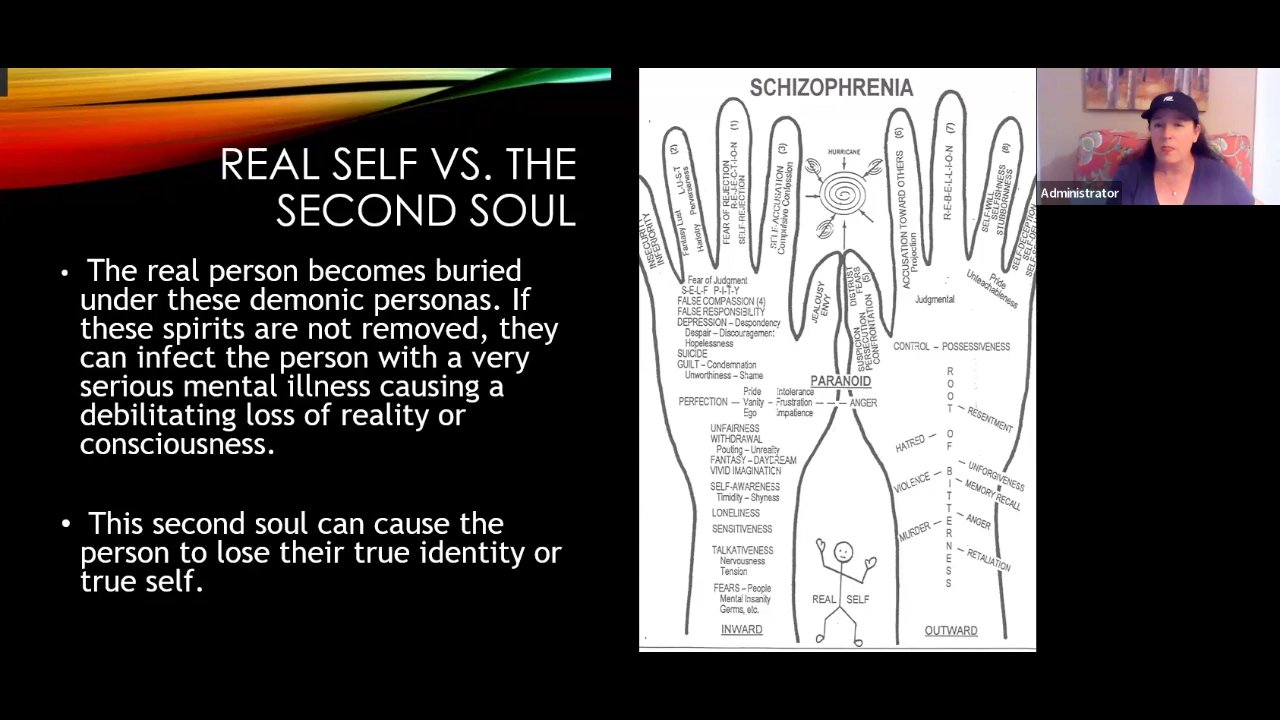 REAL SELF VS. THE
SECOND SOUL
• The real person becomes buried
under these demonic personas. If
these spirits are not removed, they
can infect the person with a very
serious mental illness causing a
debilitating loss of reality or
consciousness.
• This second soul can cause the
person to lose their true identity or
true self.
SCHIZOPHRENIA
INSECURITY
INFERIORITY
(2)
L-U-S-T
Fantasy Lust Perverseness
Harlotry
(1)
FEAR OF REJECTION
R-E-J-E-C-T-I-O-N
SELF-REJECTION
(3)
SELF-ACCUSATION
Compulsive Confession
HURRICANE
(6)
ACCUSATION TOWARD OTHERS
Projection
(7)
R-E-B-E-L-L-I-O-N
(8)
SELF-WILL
SELFISHNESS
STUBBORNNESS
SELF-DECEPTION
Pride
Unteachableness
Judgmental
JEALOUSY
ENVY
DISTRUST
FEARS
(5)
SUSPICION
PERSECUTION
CONFRONTATION
Fear of Judgment
S-E-L-F P-I-T-Y
FALSE COMPASSION (4)
FALSE RESPONSIBILITY
DEPRESSION – Despondency
Despair – Discouragement
Hopelessness
SUICIDE
GUILT – Condemnation
Unworthiness – Shame
PARANOID
Pride Intolerance
PERFECTION — Vanity – Frustration – – – ANGER
Ego Impatience
UNFAIRNESS
WITHDRAWAL
Pouting – Unreality
FANTASY – DAYDREAM
VIVID IMAGINATION
SELF-AWARENESS
Timidity – Shyness
LONELINESS
SENSITIVENESS
TALKATIVENESS
Nervousness
Tension
FEARS – People
Mental Insanity
Germs, etc.
INWARD
REAL SELF
CONTROL – POSSESSIVENESS
ROOT OF BITTERNESS
RESENTMENT
HATRED
UNFORGIVENESS
VIOLENCE
MEMORY RECALL
MURDER
ANGER
RETALIATION
OUTWARD
Administrator